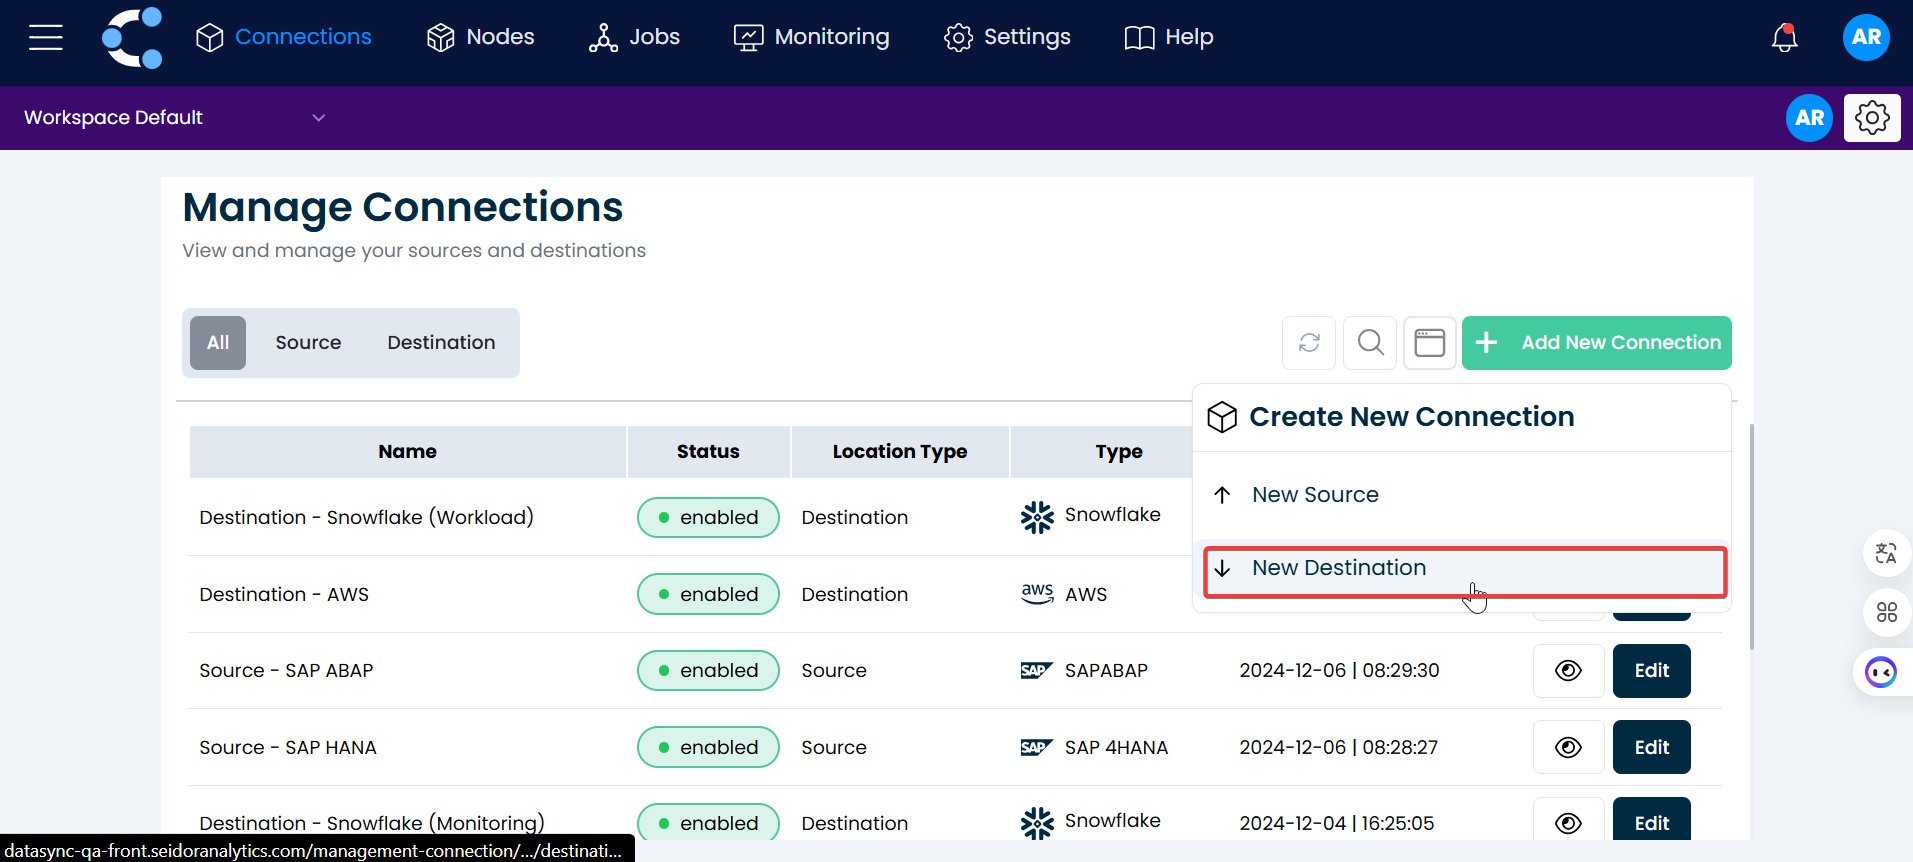 Connections Nodes Jobs Monitoring Settings Help AR
Workspace Default AR
Manage Connections
View and manage your sources and destinations
All Source Destination Add New Connection
Create New Connection
New Source
New Destination
Name Status Location Type Type
Destination - Snowflake (Workload) enabled Destination Snowflake
Destination - AWS enabled Destination aws AWS
Source - SAP ABAP enabled Source SAP SAPABAP 2024-12-06 | 08:29:30 Edit
Source - SAP HANA enabled Source SAP SAP 4HANA 2024-12-06 | 08:28:27 Edit
Destination - Snowflake (Monitoring) enabled Destination Snowflake 2024-12-04 | 16:25:05 Edit
datasync-qa-front.seidoranalytics.com/management-connection/.../destinati...